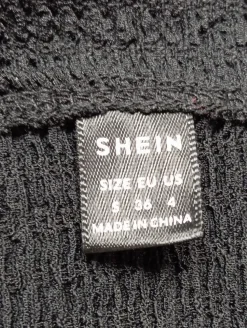 SHEIN
SIZE EU US
S 36 4
MADE IN CHINA